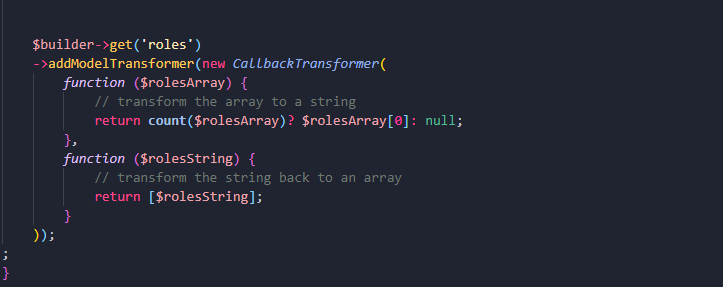 $builder->get('roles')
->addModelTransformer(new CallbackTransformer(
function ($rolesArray) {
// transform the array to a string
return count($rolesArray)? $rolesArray[0]: null;
},
function ($rolesString) {
// transform the string back to an array
return [$rolesString];
}
));
;
}